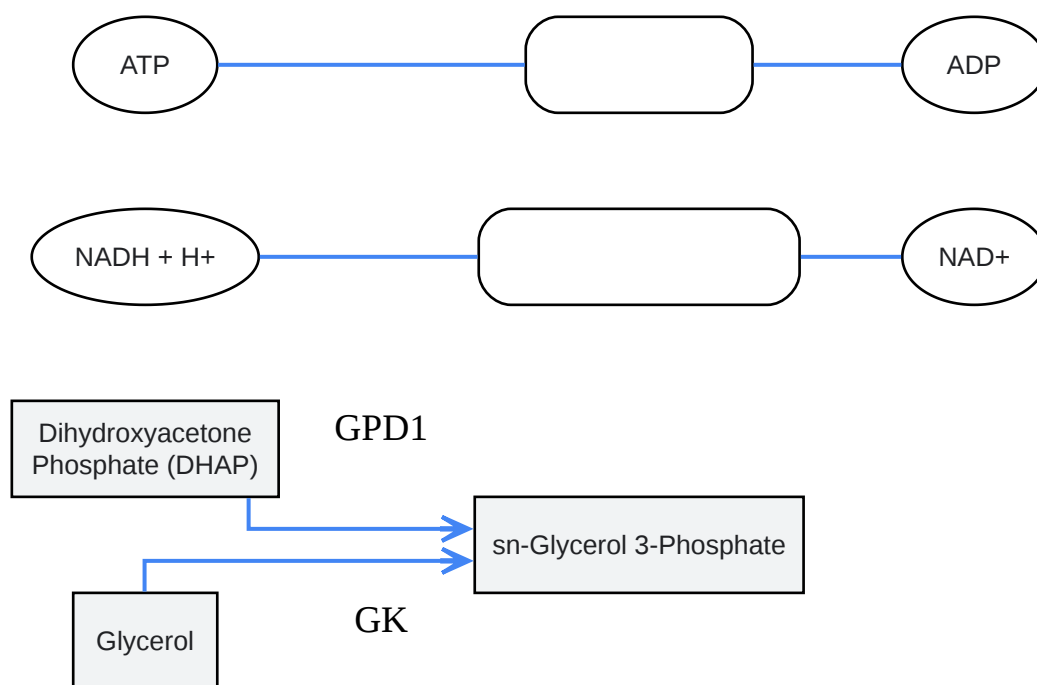 ATP
ADP
NADH + H+
NAD+
Dihydroxyacetone
Phosphate (DHAP)
GPD1
sn-Glycerol 3-Phosphate
GK
Glycerol